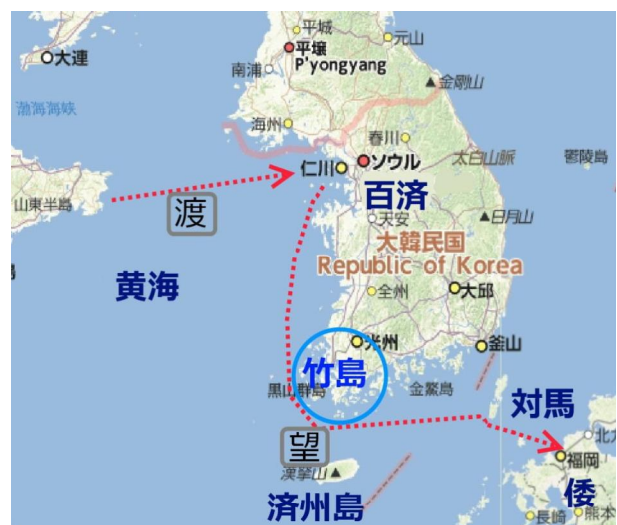 平城
元山
大連
平壌
P'yongyang
南浦
金剛山
渤海海峡
海州
春川
仁川
ソウル
太白山脈
鬱陵島
百済
山東半島
渡
天安
日月山
大韓民国
Republic of Korea
黄海
全州
大邱
光州
釜山
竹島
黒山群島
金鰲島
対馬
望
北九
福岡
漢拏山
済州島
倭
長崎
熊本